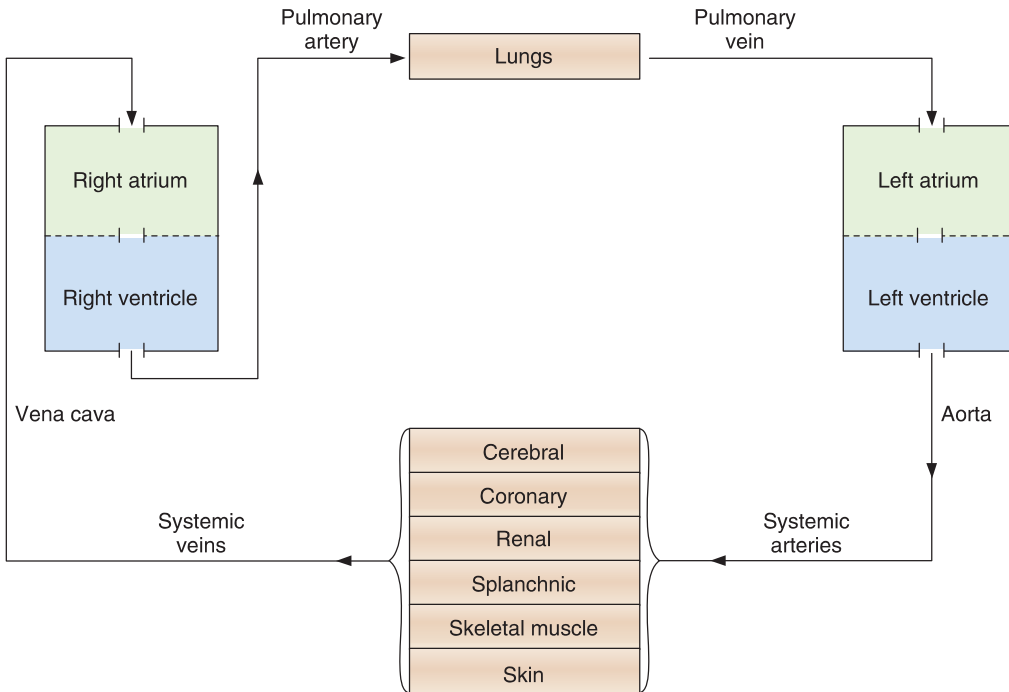 Pulmonary
artery
Lungs
Pulmonary
vein
Right atrium
Left atrium
Right ventricle
Left ventricle
Vena cava
Aorta
Cerebral
Coronary
Renal
Splanchnic
Skeletal muscle
Skin
Systemic
veins
Systemic
arteries